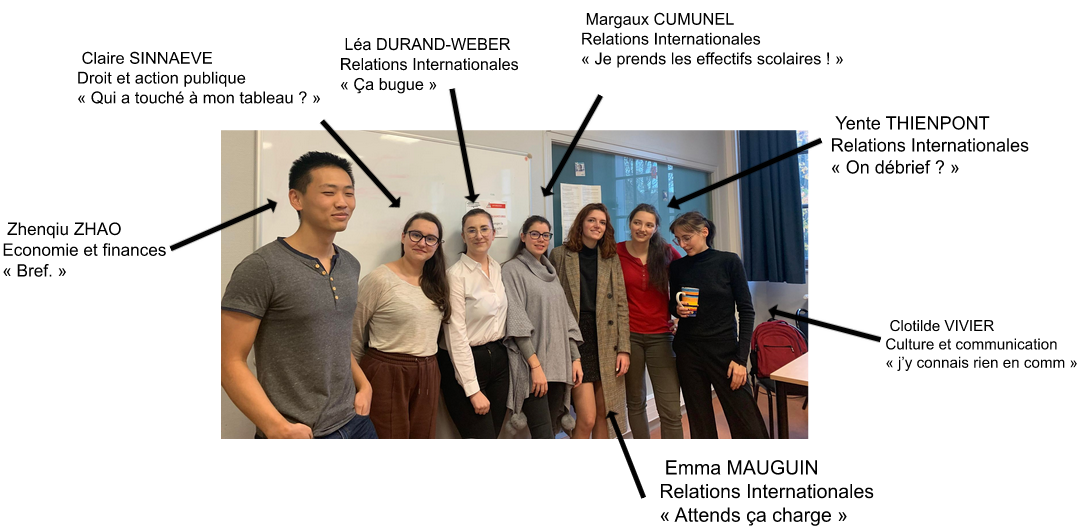 Claire SINNAEVE
Droit et action publique
« Qui a touché à mon tableau ? »
Léa DURAND-WEBER
Relations Internationales
« Ça bugue »
Margaux CUMUNEL
Relations Internationales
« Je prends les effectifs scolaires ! »
Yente THIENPONT
Relations Internationales
« On débrief ? »
Zhenqiu ZHAO
Economie et finances
« Bref. »
Clotilde VIVIER
Culture et communication
« j’y connais rien en comm »
Emma MAUGUIN
Relations Internationales
« Attends ça charge »